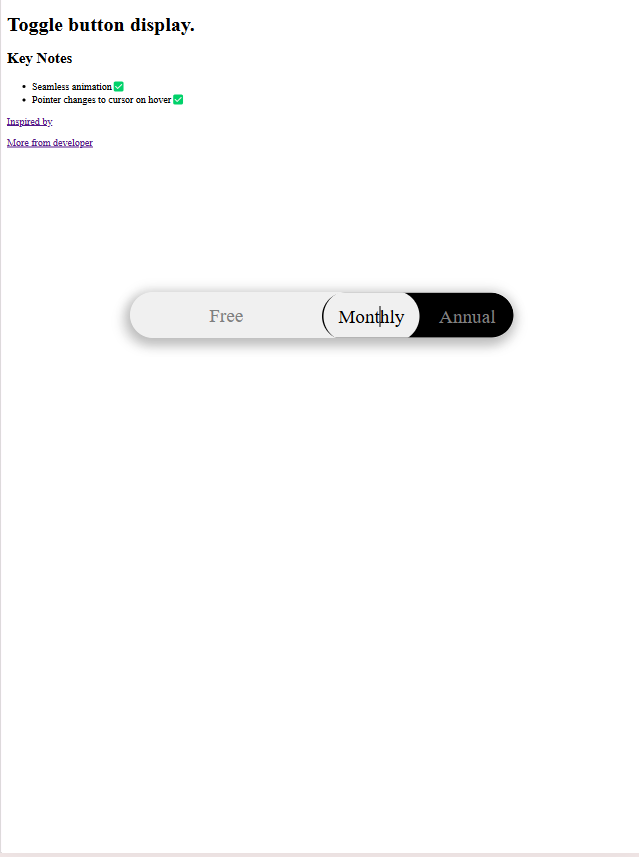 Toggle button display.
Key Notes
Seamless animation✅
Pointer changes to cursor on hover✅
Inspired by
More from developer
Free Monthly Annual